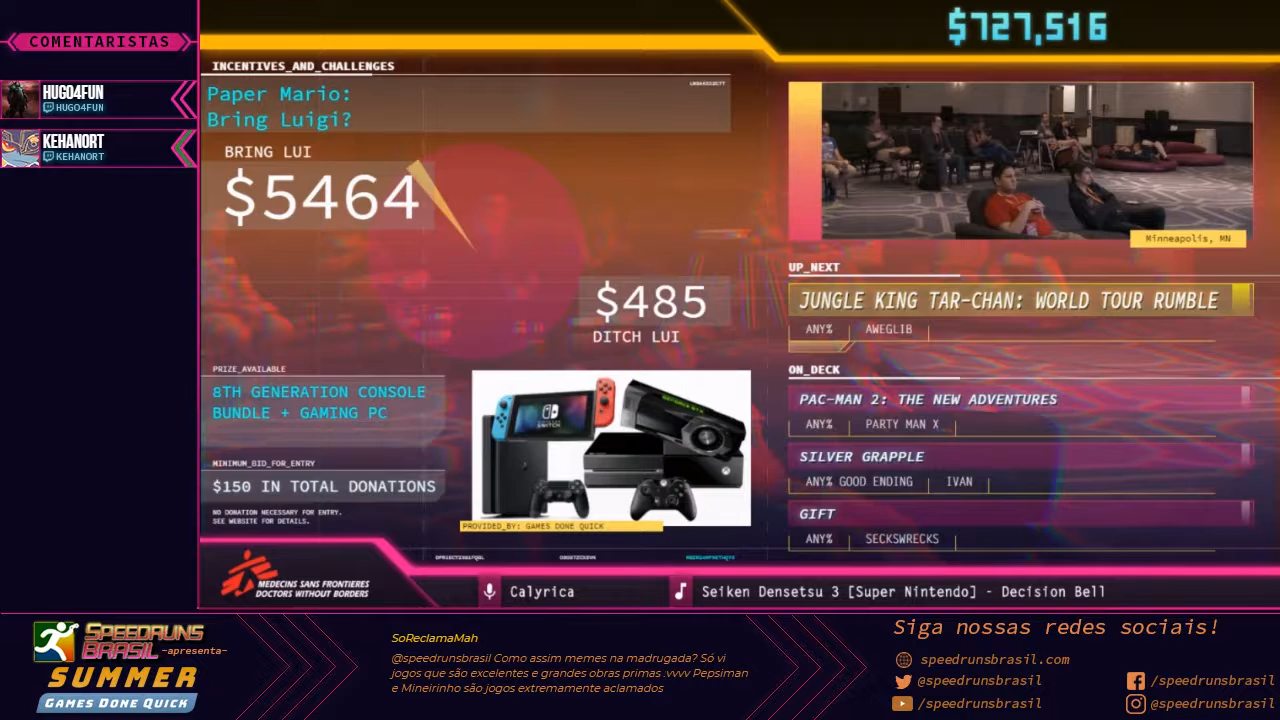 $727,516
COMENTARISTAS
HUGO4FUN
HUGO4FUN
KEHANORT
KEHANORT
INCENTIVES_AND_CHALLENGES
Paper Mario:
Bring Luigi?
BRING LUI
$5464
$485
DITCH LUI
Minneapolis, MN
UP_NEXT
JUNGLE KING TAR-CHAN: WORLD TOUR RUMBLE
ANY% AWEGLIB
ON_DECK
PAC-MAN 2: THE NEW ADVENTURES
ANY% PARTY MAN X
SILVER GRAPPLE
ANY% GOOD ENDING IVAN
GIFT
ANY% SECKSWRECKS
PRIZE_AVAILABLE
8TH GENERATION CONSOLE
BUNDLE + GAMING PC
MINIMUM_BID_FOR_ENTRY
$150 IN TOTAL DONATIONS
NO DONATION NECESSARY FOR ENTRY.
SEE WEBSITE FOR DETAILS.
SWITCH
GEFORCE GTX
PROVIDED_BY: GAMES DONE QUICK
MEDECINS SANS FRONTIERES
DOCTORS WITHOUT BORDERS
Calyrica
Seiken Densetsu 3 [Super Nintendo] - Decision Bell
SPEEDRUNS
BRASIL -apresenta-
SUMMER
GAMES DONE QUICK
SoReclamaMah
@speedrunsbrasil Como assim memes na madrugada? Só vi
jogos que são excelentes e grandes obras primas .vvvv Pepsiman
e Mineirinho são jogos extremamente aclamados
Siga nossas redes sociais!
speedrunsbrasil.com
@speedrunsbrasil
/speedrunsbrasil
/speedrunsbrasil
@speedrunsbrasil